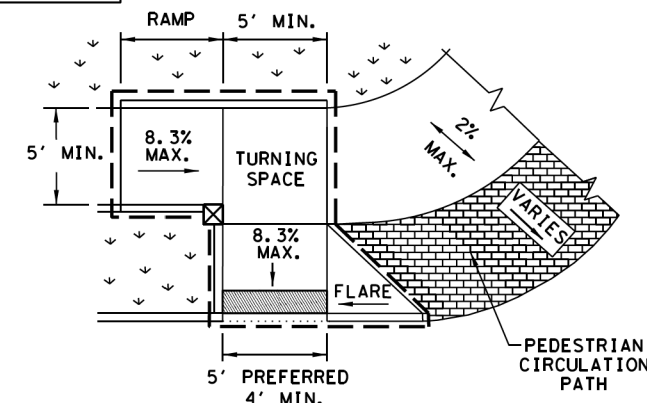 RAMP
5' MIN.
5' MIN.
8.3%
MAX.
TURNING
SPACE
2%
MAX.
VARIES
8.3%
MAX.
FLARE
5' PREFERRED
4' MIN.
PEDESTRIAN
CIRCULATION
PATH